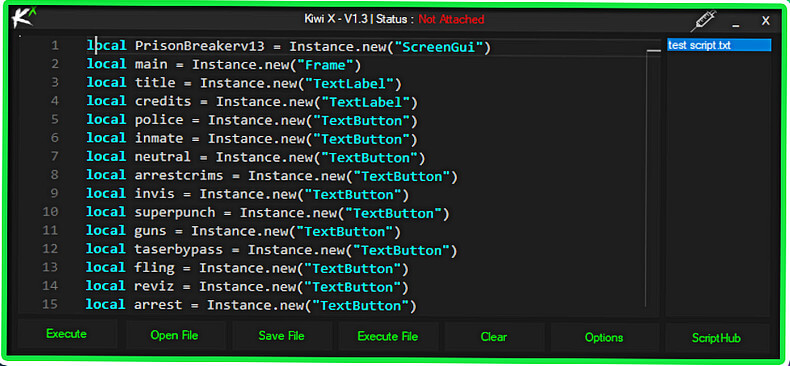 Kiwi X - V1.3 | Status : Not Attached _ X
1 local PrisonBreakerv13 = Instance.new("ScreenGui")
2 local main = Instance.new("Frame")
3 local title = Instance.new("TextLabel")
4 local credits = Instance.new("TextLabel")
5 local police = Instance.new("TextButton")
6 local inmate = Instance.new("TextButton")
7 local neutral = Instance.new("TextButton")
8 local arrestcrims = Instance.new("TextButton")
9 local invis = Instance.new("TextButton")
10 local superpunch = Instance.new("TextButton")
11 local guns = Instance.new("TextButton")
12 local taserbypass = Instance.new("TextButton")
13 local fling = Instance.new("TextButton")
14 local reviz = Instance.new("TextButton")
15 local arrest = Instance.new("TextButton")
test script.txt
Execute Open File Save File Execute File Clear Options ScriptHub